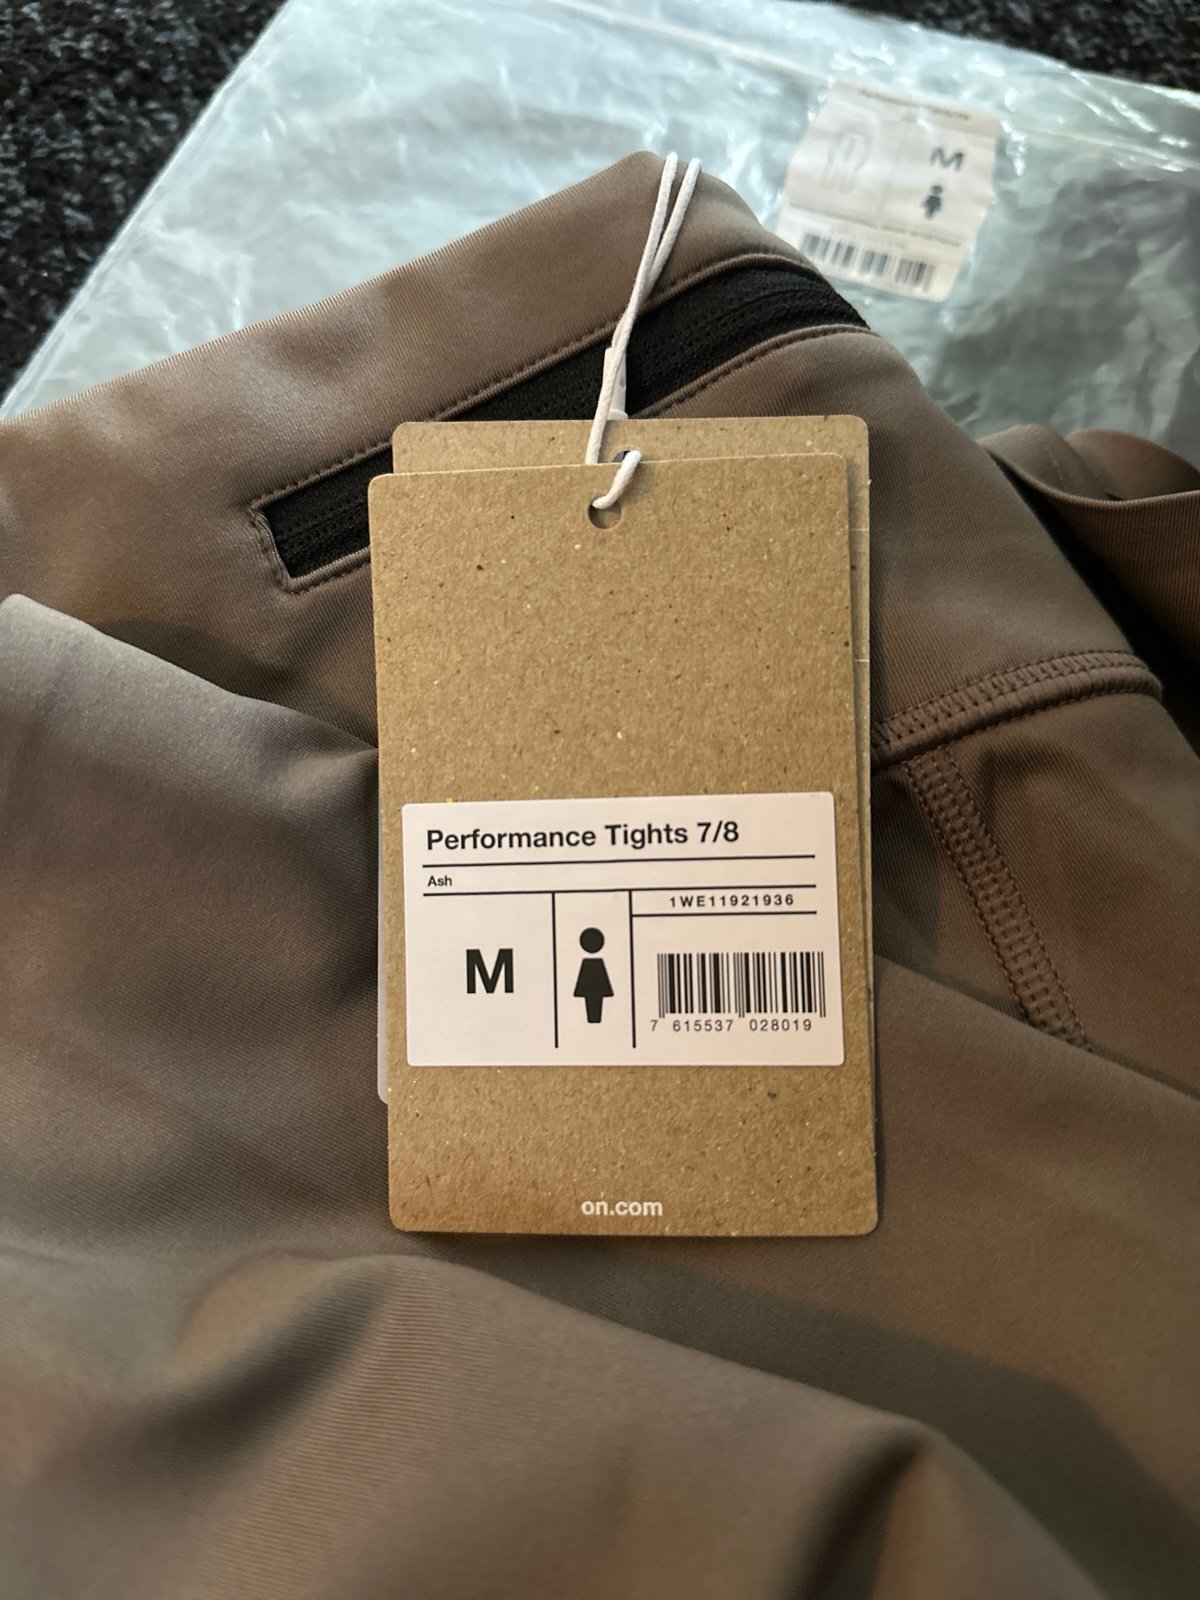 M
Performance Tights 7/8
Ash
1WE11921936
M
7 615537 028019
on.com